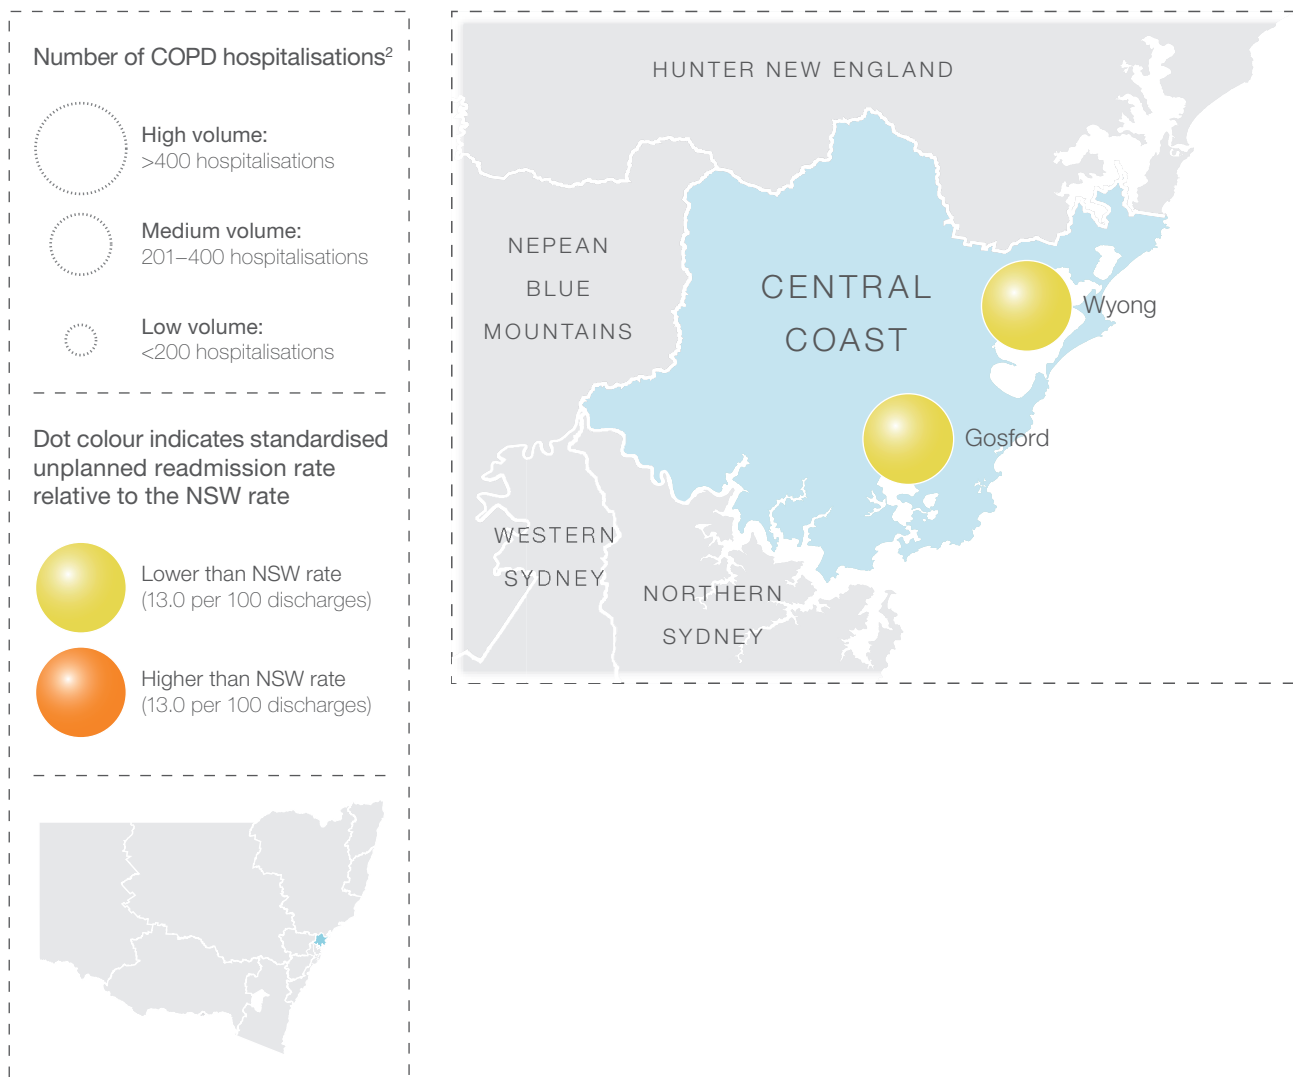 Number of COPD hospitalisations²
High volume:
>400 hospitalisations
Medium volume:
201–400 hospitalisations
Low volume:
<200 hospitalisations
Dot colour indicates standardised
unplanned readmission rate
relative to the NSW rate
Lower than NSW rate
(13.0 per 100 discharges)
Higher than NSW rate
(13.0 per 100 discharges)
HUNTER NEW ENGLAND
NEPEAN
BLUE
MOUNTAINS
CENTRAL
COAST
Wyong
Gosford
WESTERN
SYDNEY
NORTHERN
SYDNEY